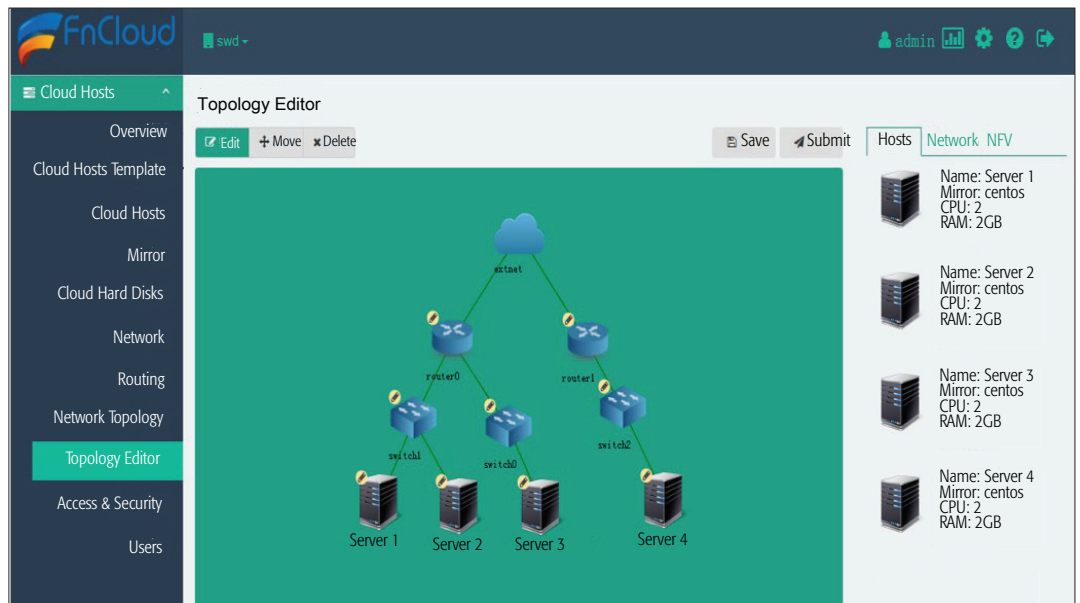 FnCloud
swd
admin
Cloud Hosts
Overview
Cloud Hosts Template
Cloud Hosts
Mirror
Cloud Hard Disks
Network
Routing
Network Topology
Topology Editor
Access & Security
Users
Topology Editor
Edit Move Delete
Save Submit
extnet
router0 router1
switch1 switch0 switch2
Server 1 Server 2 Server 3 Server 4
Hosts Network NFV
Name: Server 1
Mirror: centos
CPU: 2
RAM: 2GB
Name: Server 2
Mirror: centos
CPU: 2
RAM: 2GB
Name: Server 3
Mirror: centos
CPU: 2
RAM: 2GB
Name: Server 4
Mirror: centos
CPU: 2
RAM: 2GB